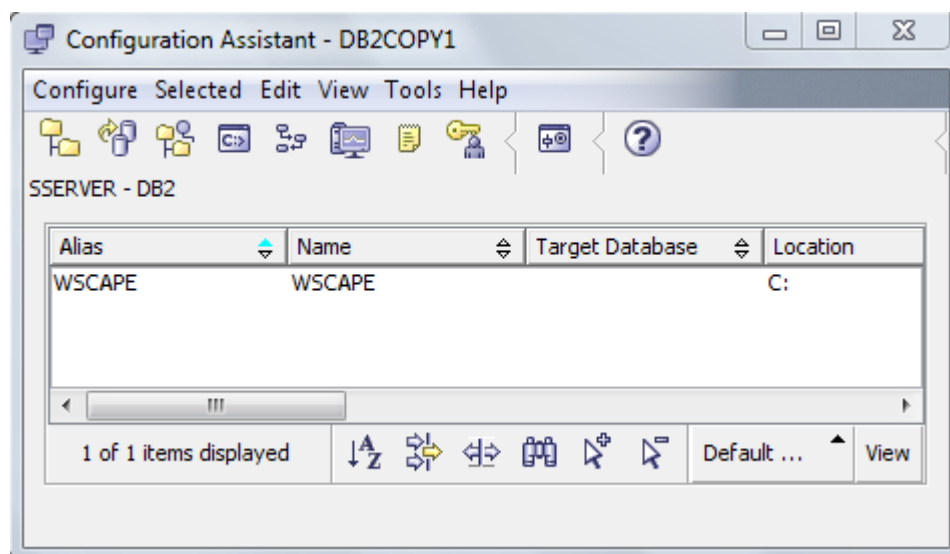 Configuration Assistant - DB2COPY1
Configure Selected Edit View Tools Help
SSERVER - DB2
Alias Name Target Database Location
WSCAPE WSCAPE C:
1 of 1 items displayed Default ... View